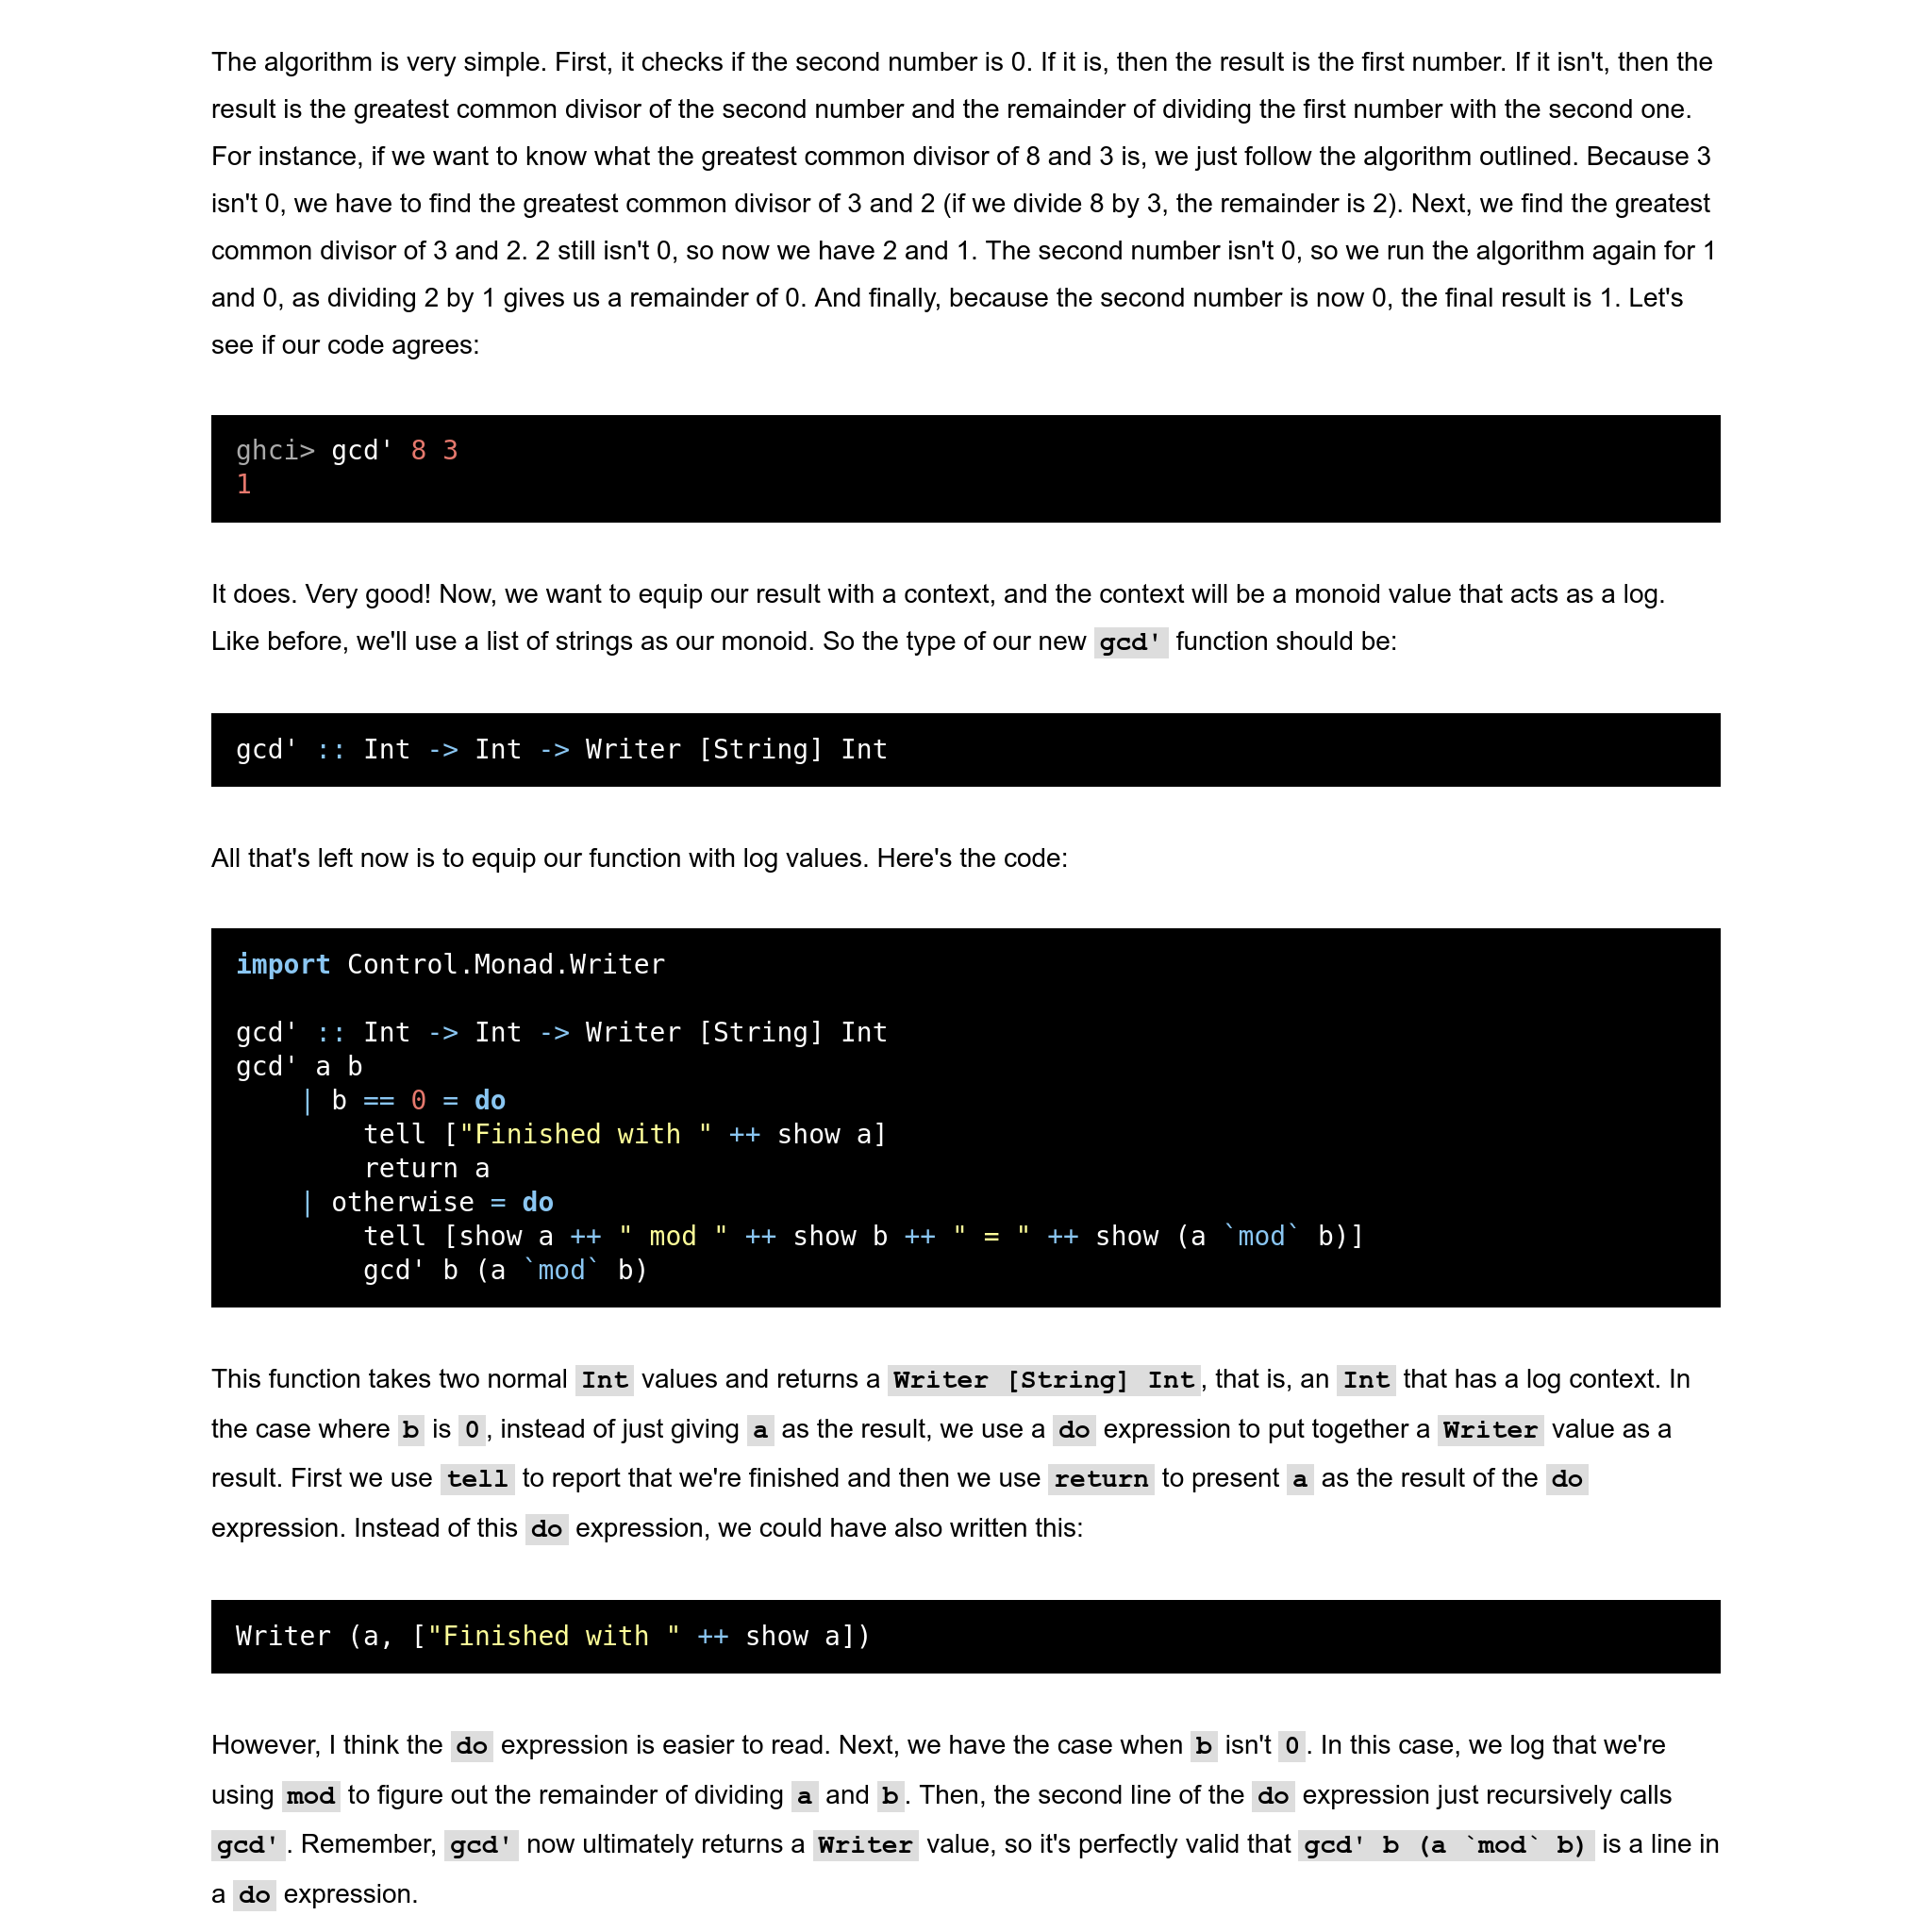 The algorithm is very simple. First, it checks if the second number is 0. If it is, then the result is the first number. If it isn't, then the
result is the greatest common divisor of the second number and the remainder of dividing the first number with the second one.
For instance, if we want to know what the greatest common divisor of 8 and 3 is, we just follow the algorithm outlined. Because 3
isn't 0, we have to find the greatest common divisor of 3 and 2 (if we divide 8 by 3, the remainder is 2). Next, we find the greatest
common divisor of 3 and 2. 2 still isn't 0, so now we have 2 and 1. The second number isn't 0, so we run the algorithm again for 1
and 0, as dividing 2 by 1 gives us a remainder of 0. And finally, because the second number is now 0, the final result is 1. Let's
see if our code agrees:
ghci> gcd' 8 3
1
It does. Very good! Now, we want to equip our result with a context, and the context will be a monoid value that acts as a log.
Like before, we'll use a list of strings as our monoid. So the type of our new gcd' function should be:
gcd' :: Int -> Int -> Writer [String] Int
All that's left now is to equip our function with log values. Here's the code:
import Control.Monad.Writer
gcd' :: Int -> Int -> Writer [String] Int
gcd' a b
    | b == 0 = do
        tell ["Finished with " ++ show a]
        return a
    | otherwise = do
        tell [show a ++ " mod " ++ show b ++ " = " ++ show (a `mod` b)]
        gcd' b (a `mod` b)
This function takes two normal Int values and returns a Writer [String] Int, that is, an Int that has a log context. In
the case where b is 0, instead of just giving a as the result, we use a do expression to put together a Writer value as a
result. First we use tell to report that we're finished and then we use return to present a as the result of the do
expression. Instead of this do expression, we could have also written this:
Writer (a, ["Finished with " ++ show a])
However, I think the do expression is easier to read. Next, we have the case when b isn't 0. In this case, we log that we're
using mod to figure out the remainder of dividing a and b. Then, the second line of the do expression just recursively calls
gcd'. Remember, gcd' now ultimately returns a Writer value, so it's perfectly valid that gcd' b (a `mod` b) is a line in
a do expression.